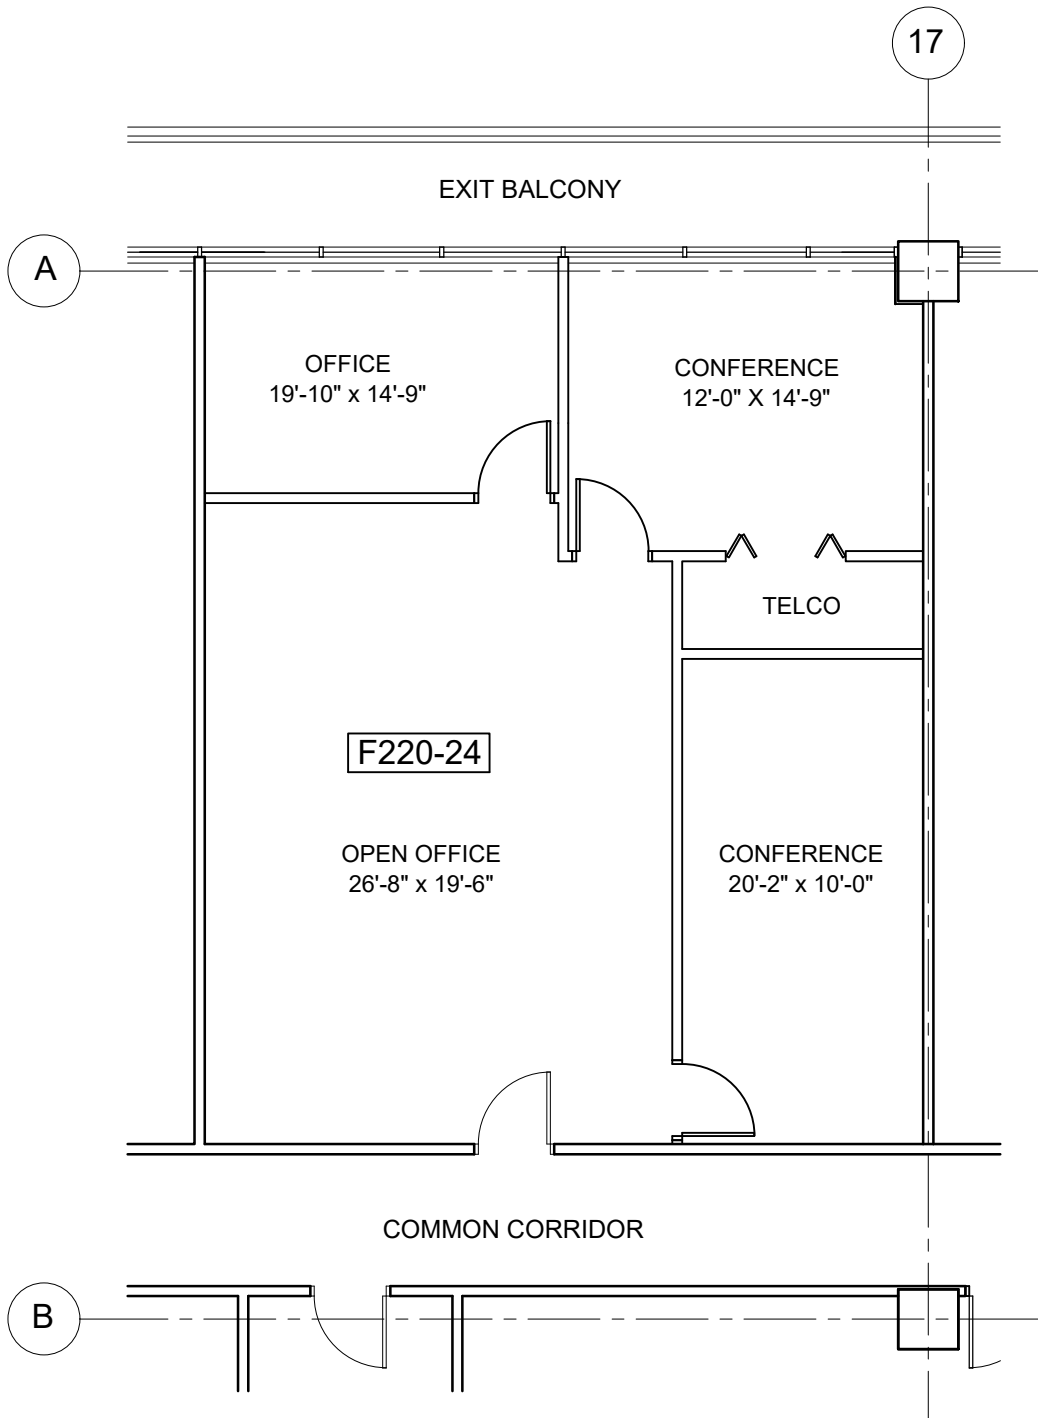 17
EXIT BALCONY
A
OFFICE
19'-10" x 14'-9"
CONFERENCE
12'-0" X 14'-9"
TELCO
F220-24
OPEN OFFICE
26'-8" x 19'-6"
CONFERENCE
20'-2" x 10'-0"
COMMON CORRIDOR
B